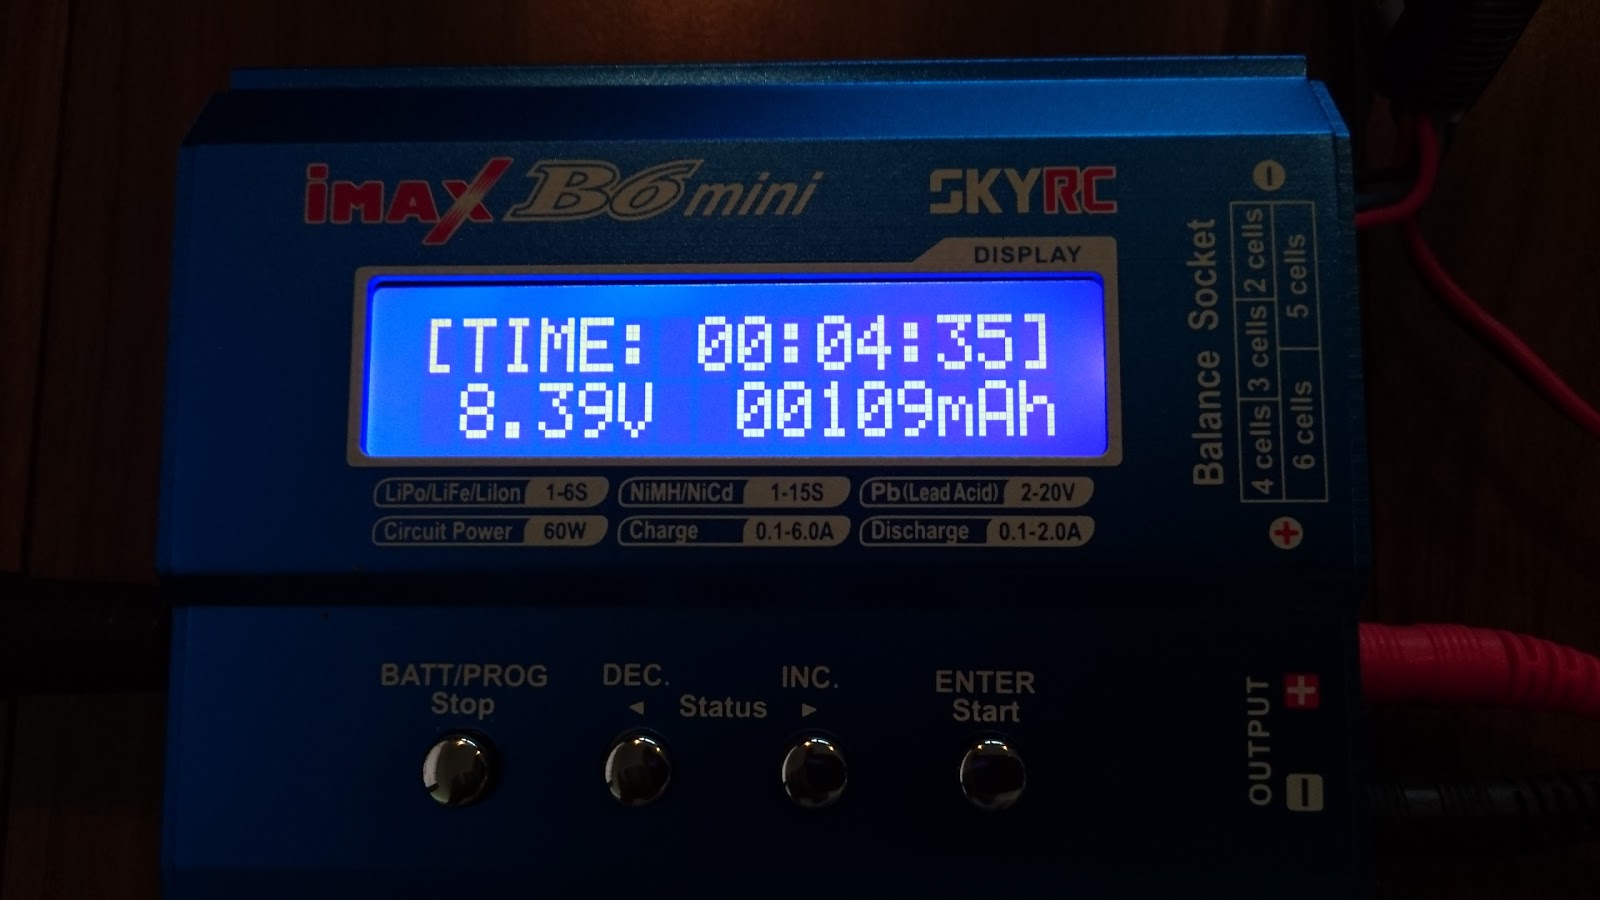 iMAX B6 mini SKYRC
DISPLAY
[TIME: 00:04:35]
8.39V 00109mAh
LiPo/LiFe/LiIon 1-6S NiMH/NiCd 1-15S Pb(Lead Acid) 2-20V
Circuit Power 60W Charge 0.1-6.0A Discharge 0.1-2.0A
Balance Socket
4 cells 3 cells 2 cells
6 cells 5 cells
BATT/PROG
Stop
DEC.
◄ Status ►
INC.
ENTER
Start
OUTPUT